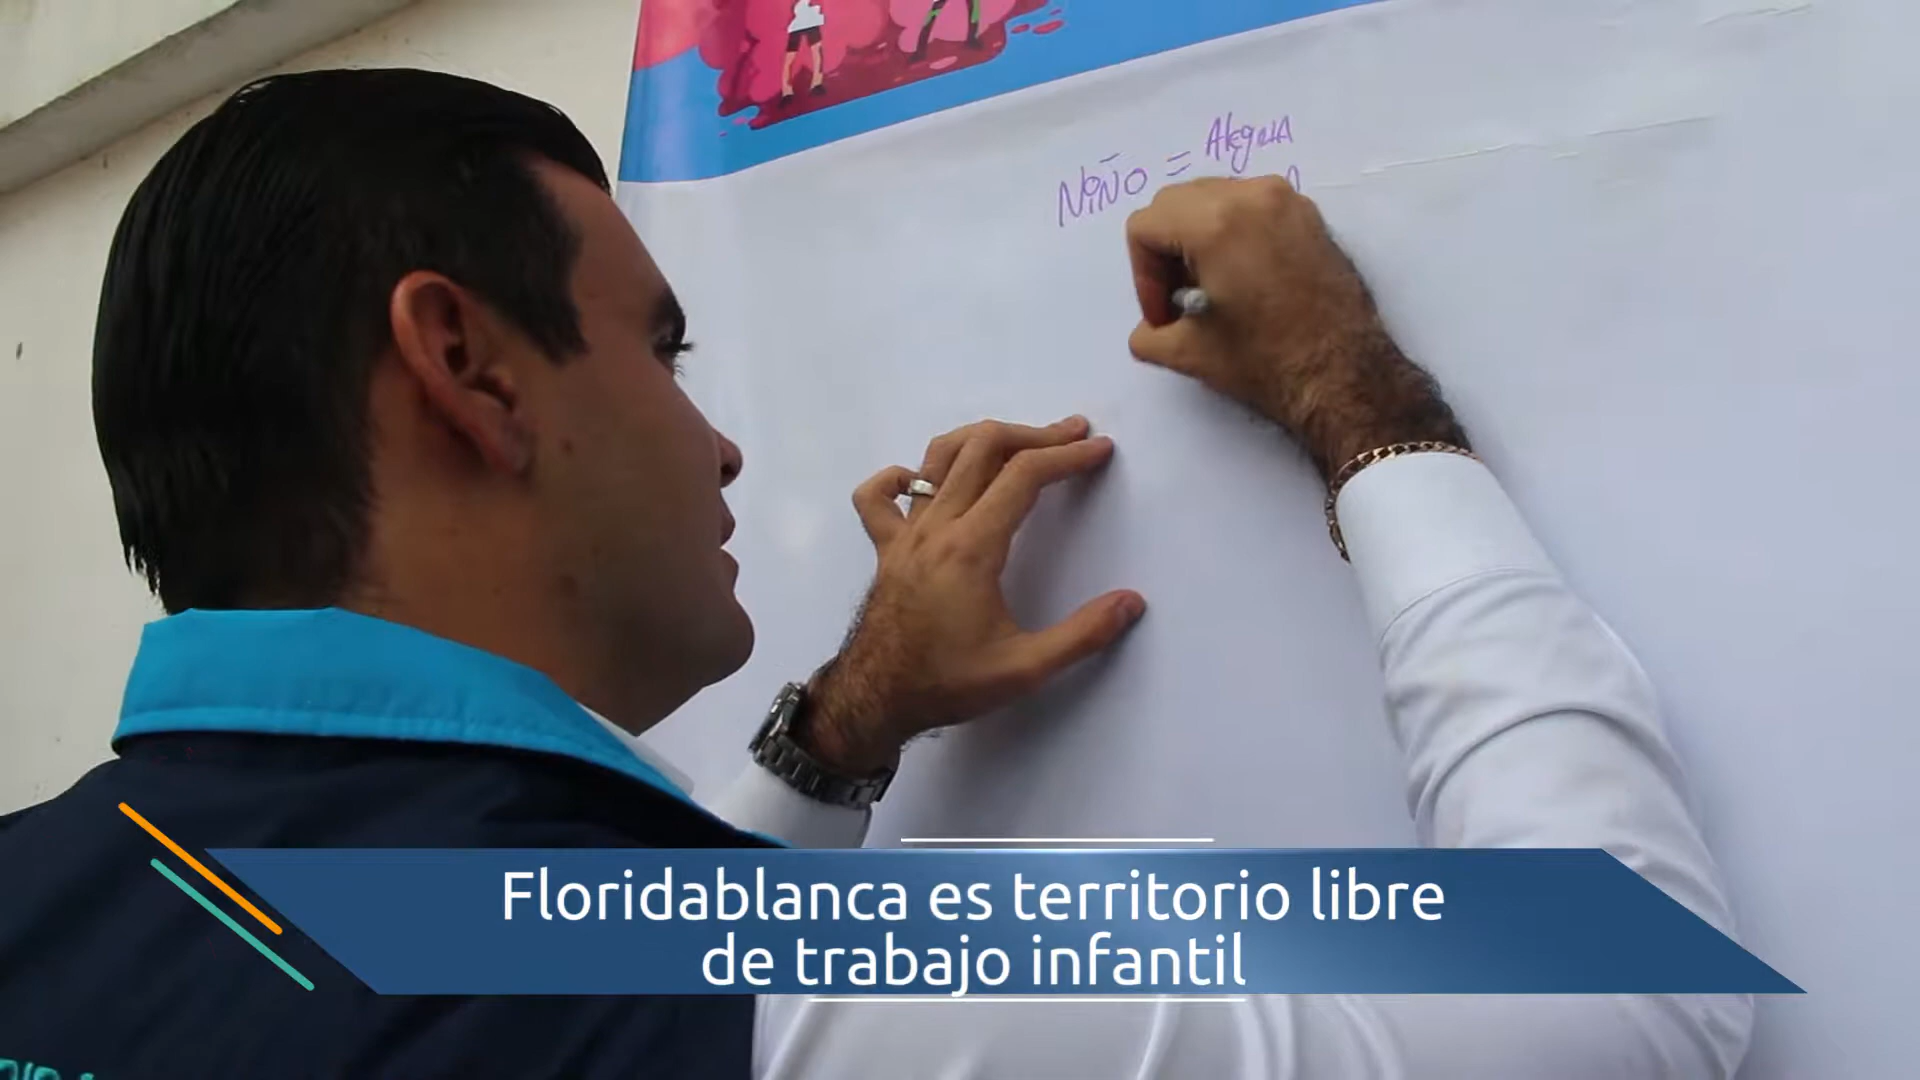 Alegria
NIÑO =
Floridablanca es territorio libre
de trabajo infantil